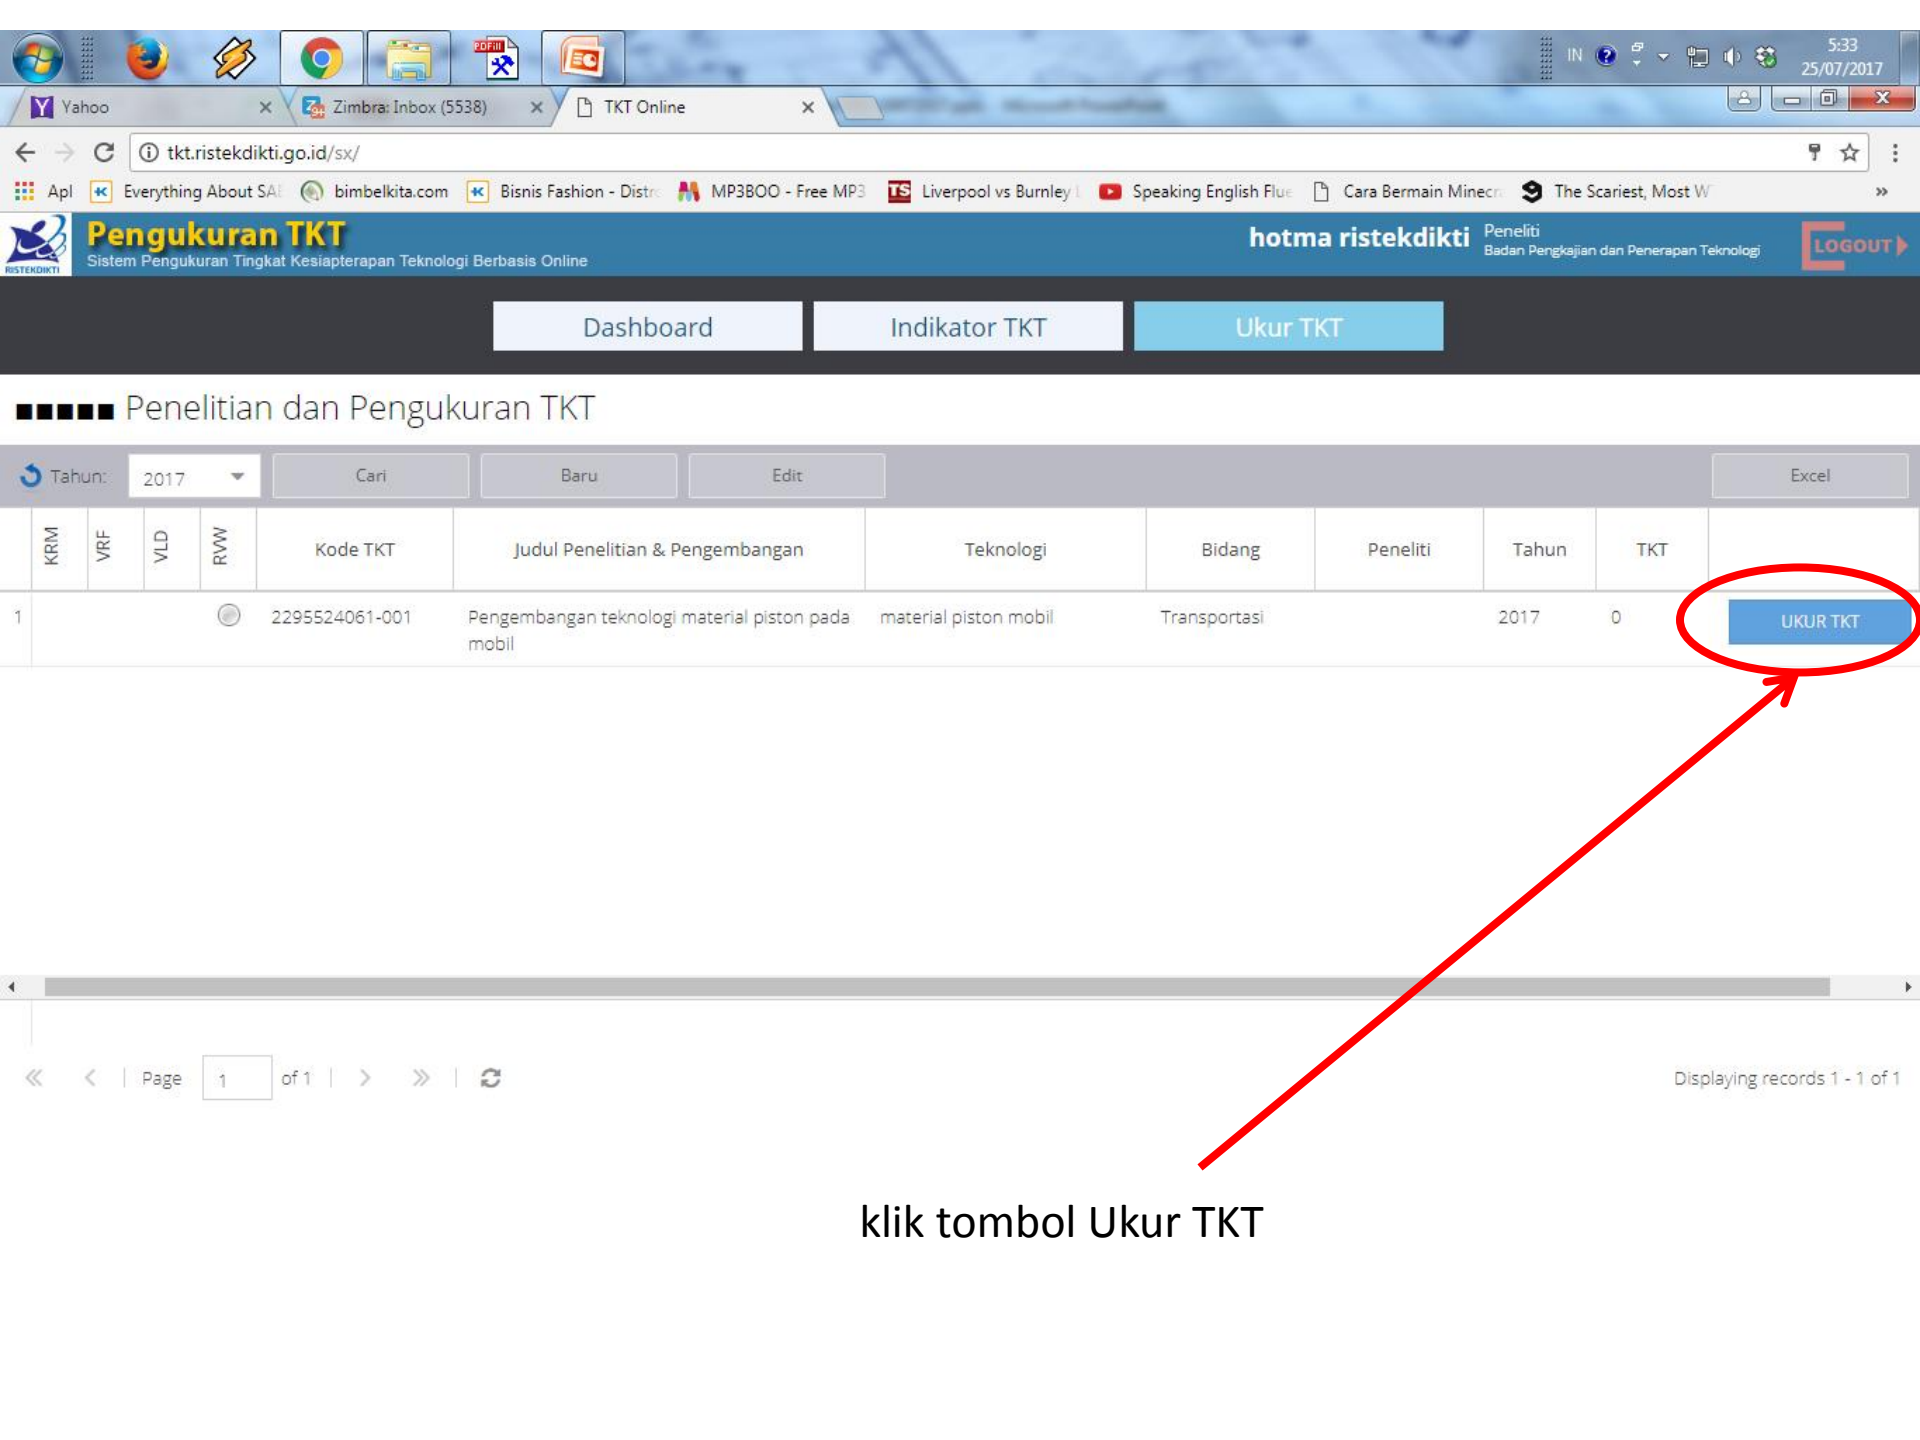 PDFill
IN
5:33
25/07/2017
Yahoo
Zimbra: Inbox (5538)
TKT Online
tkt.ristekdikti.go.id/sx/
Apl
Everything About SA
bimbelkita.com
Bisnis Fashion - Distr
MP3BOO - Free MP3
TS
Liverpool vs Burnley
Speaking English Flue
Cara Bermain Minecr
The Scariest, Most W
RISTEKDIKTI
Pengukuran TKT
Sistem Pengukuran Tingkat Kesiapterapan Teknologi Berbasis Online
hotma ristekdikti
Peneliti
Badan Pengkajian dan Penerapan Teknologi
LOGOUT
Dashboard
Indikator TKT
Ukur TKT
Penelitian dan Pengukuran TKT
Tahun:
2017
Cari
Baru
Edit
Excel
KRM
VRF
VLD
RVW
Kode TKT
Judul Penelitian & Pengembangan
Teknologi
Bidang
Peneliti
Tahun
TKT
1
2295524061-001
Pengembangan teknologi material piston pada
mobil
material piston mobil
Transportasi
2017
0
UKUR TKT
Page
1
of 1
Displaying records 1 - 1 of 1
klik tombol Ukur TKT